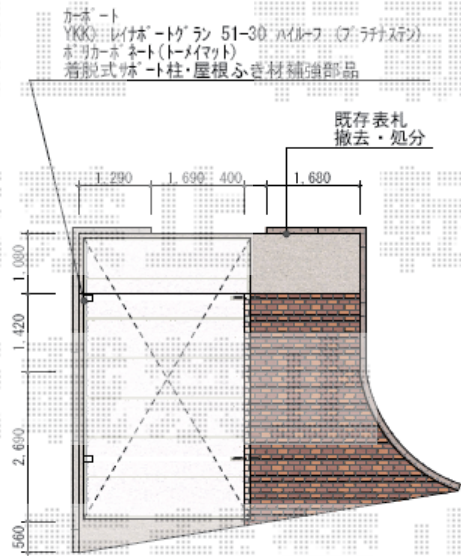 カーポート
YKK) レイナポートグラン 51-30 ハイルーフ (プラチナステン)
ポリカーボネート(トーメイマット)
着脱式サポート柱・屋根ふき材補強部品
既存表札
撤去・処分
1,290 1,690 400 1,680
1,080
1,420
2,690
560